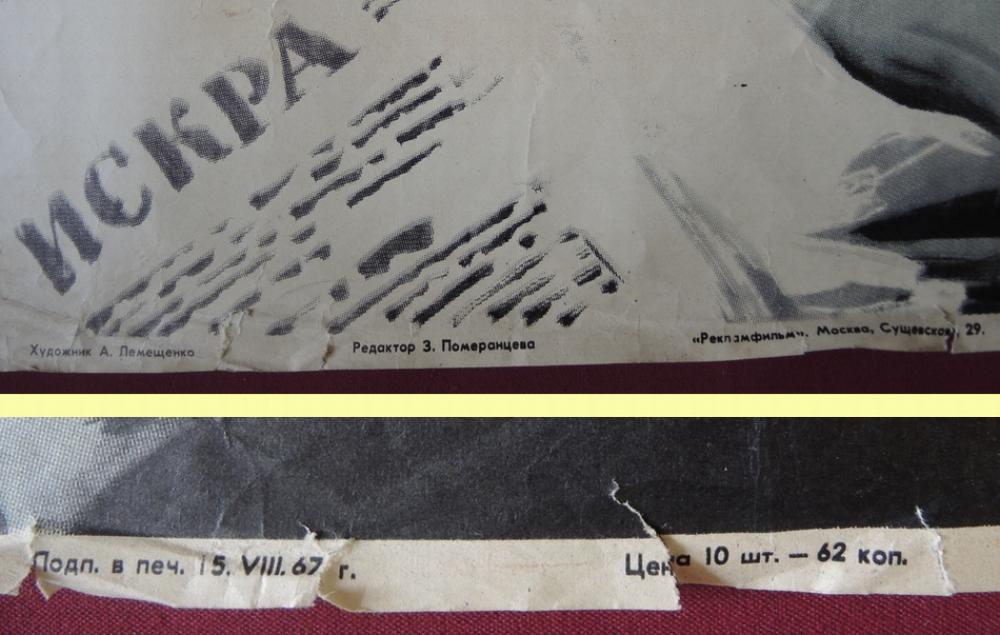 ИСКРА
Художник А. Лемещенко
Редактор З. Померанцева
«Рекламфильм». Москва, Сущевская, 29.
Подп. в печ. 15. VIII. 67 г.
Цена 10 шт. — 62 коп.